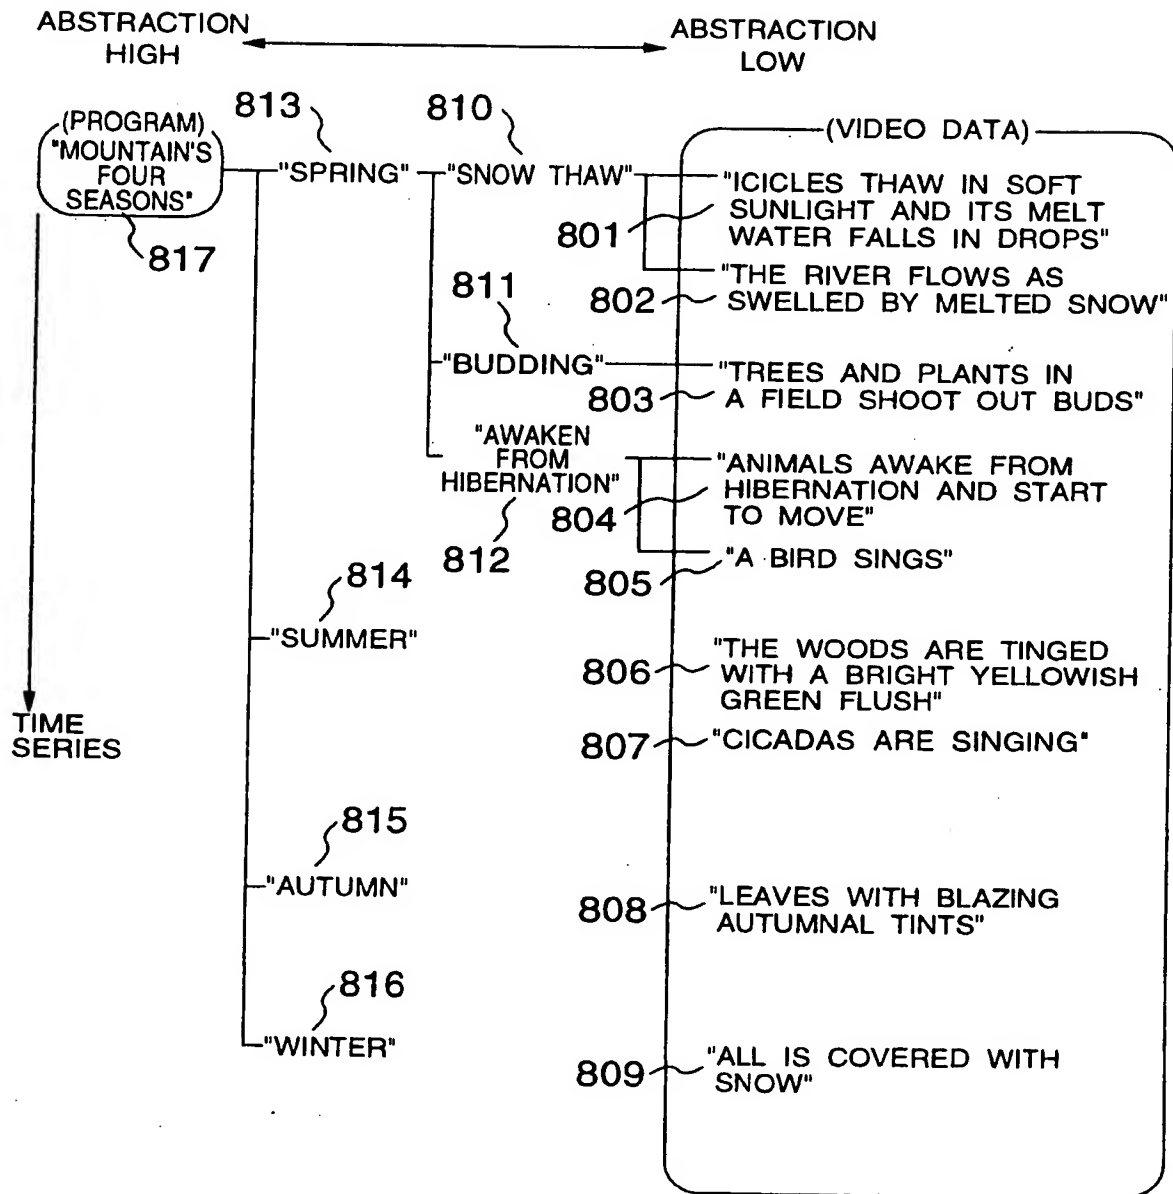 ABSTRACTION
HIGH
ABSTRACTION
LOW
813
810
(PROGRAM)
"MOUNTAIN'S
FOUR
SEASONS"
817
"SPRING"
"SNOW THAW"
(VIDEO DATA)
"ICICLES THAW IN SOFT
SUNLIGHT AND ITS MELT
WATER FALLS IN DROPS"
801
"THE RIVER FLOWS AS
SWELLED BY MELTED SNOW"
802
811
"BUDDING"
"TREES AND PLANTS IN
A FIELD SHOOT OUT BUDS"
803
"AWAKEN
FROM
HIBERNATION"
812
"ANIMALS AWAKE FROM
HIBERNATION AND START
TO MOVE"
804
"A BIRD SINGS"
805
814
"SUMMER"
"THE WOODS ARE TINGED
WITH A BRIGHT YELLOWISH
GREEN FLUSH"
806
TIME
SERIES
807
"CICADAS ARE SINGING"
815
"AUTUMN"
808
"LEAVES WITH BLAZING
AUTUMNAL TINTS"
816
"WINTER"
809
"ALL IS COVERED WITH
SNOW"